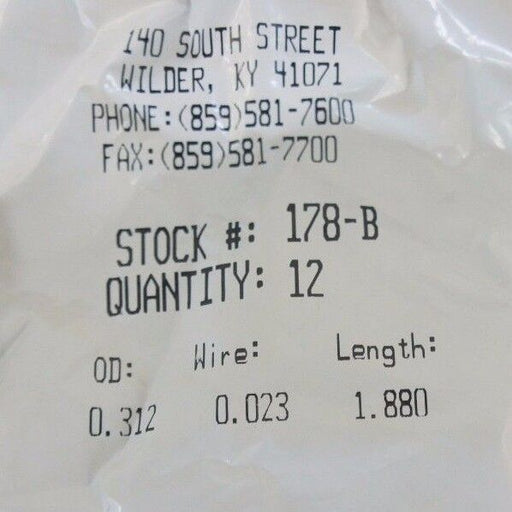 140 SOUTH STREET
WILDER, KY 41071
PHONE:(859)581-7600
FAX:(859)581-7700
STOCK #: 178-B
QUANTITY: 12
OD: Wire: Length:
0.312 0.023 1.880